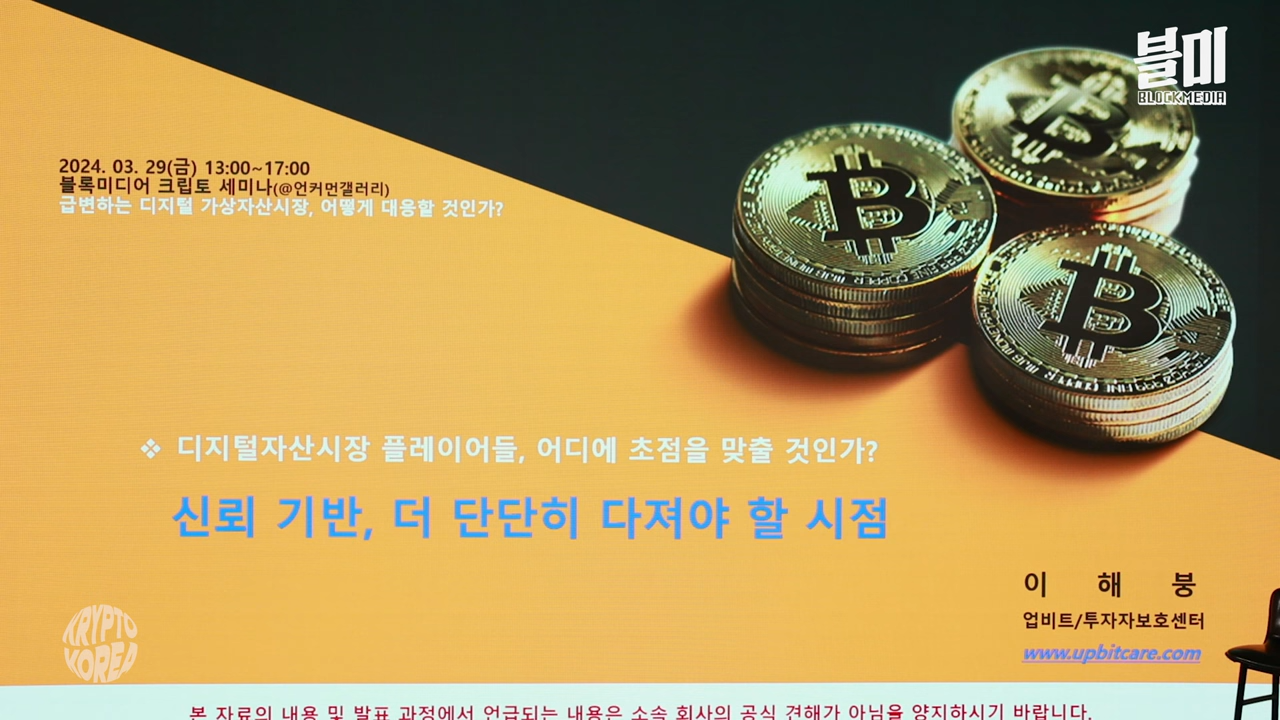 블미
BLOCKMEDIA
2024. 03. 29(금) 13:00~17:00
블록미디어 크립토 세미나(@언커먼갤러리)
급변하는 디지털 가상자산시장, 어떻게 대응할 것인가?
❖ 디지털자산시장 플레이어들, 어디에 초점을 맞출 것인가?
신뢰 기반, 더 단단히 다져야 할 시점
이 해 붕
업비트/투자자보호센터
www.upbitcare.com
KRYPTO
KOREA
본 자료의 내용 및 발표 과정에서 언급되는 내용은 소속 회사의 공식 견해가 아님을 양지하시기 바랍니다.